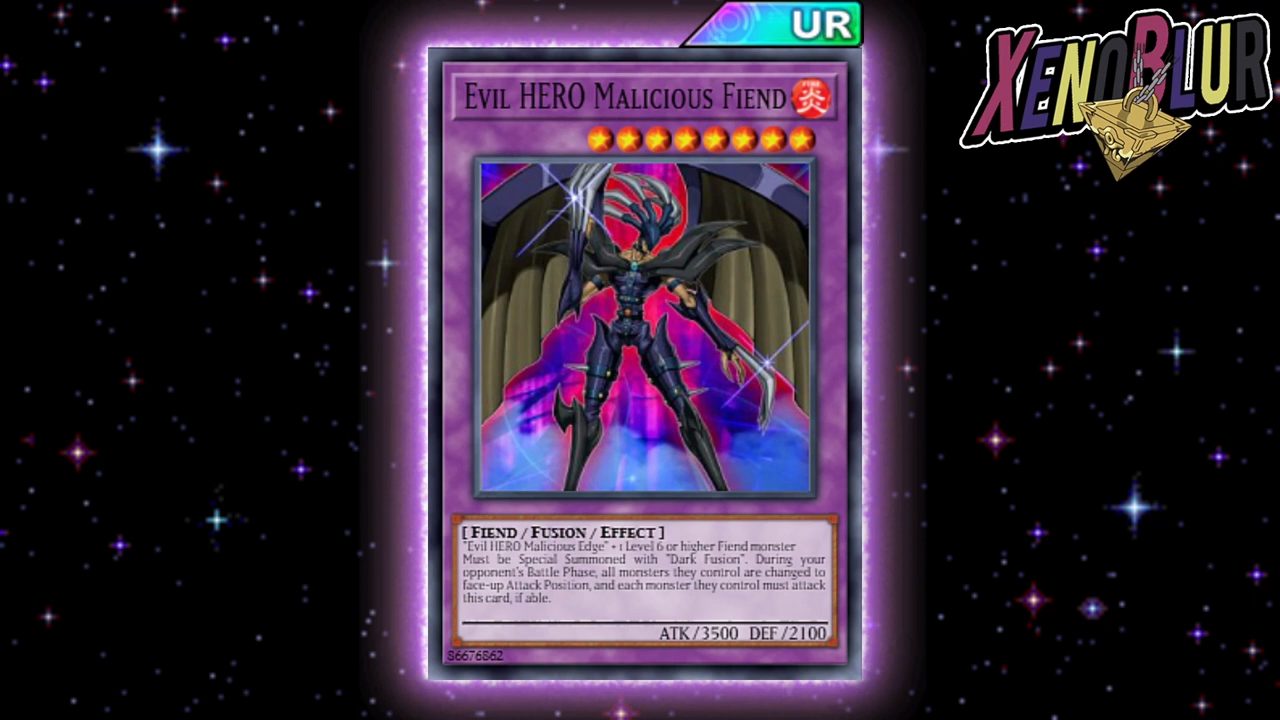 UR
XENOBLUR
EVIL HERO MALICIOUS FIEND
FIRE
炎
[ FIEND / FUSION / EFFECT ]
"Evil HERO Malicious Edge" + 1 Level 6 or higher Fiend monster
Must be Special Summoned with "Dark Fusion". During your
opponent's Battle Phase, all monsters they control are changed to
face-up Attack Position, and each monster they control must attack
this card, if able.
ATK/3500 DEF/2100
86676862